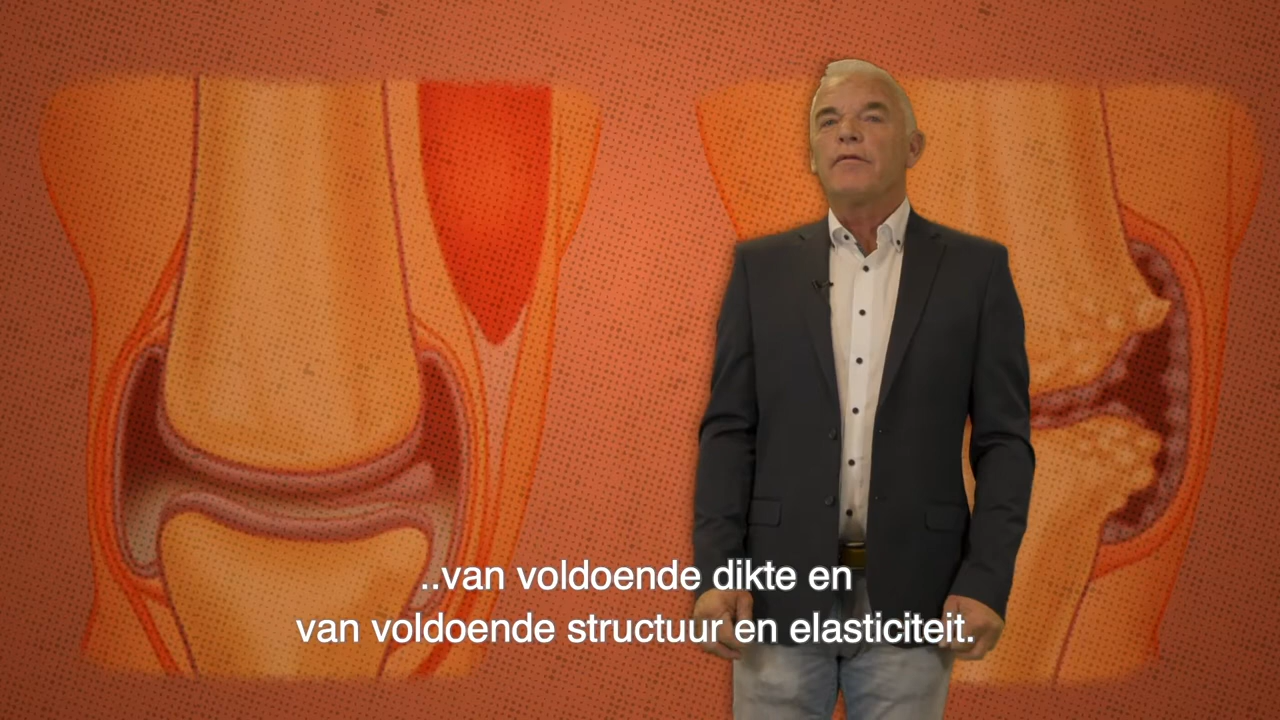 ..van voldoende dikte en
van voldoende structuur en elasticiteit.